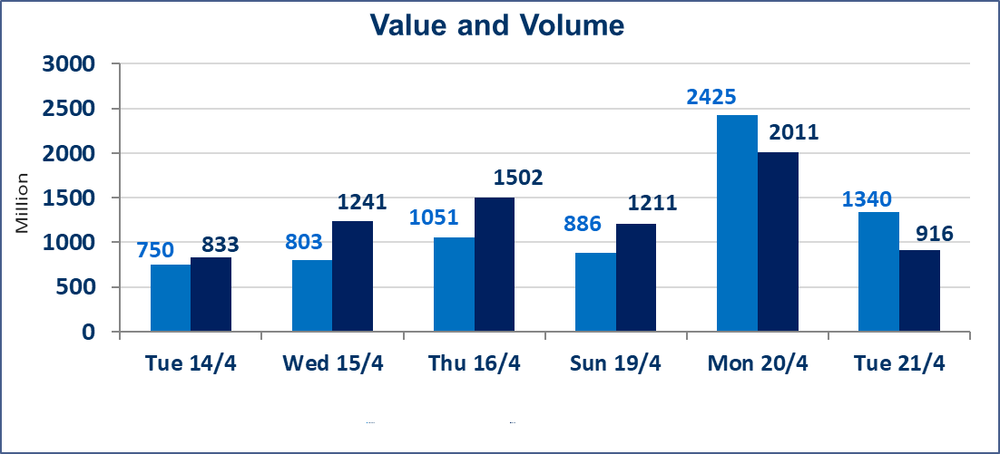 Value and Volume
3000
2500
2000
1500
1000
500
0
Million
750
833
803
1241
1051
1502
886
1211
2425
2011
1340
916
Tue 14/4
Wed 15/4
Thu 16/4
Sun 19/4
Mon 20/4
Tue 21/4